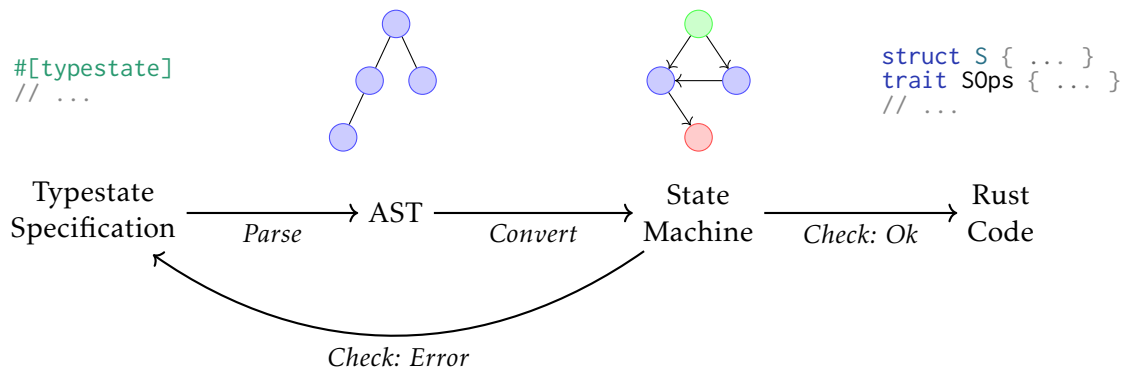 #[typestate]
// ...
struct S { ... }
trait SOps { ... }
// ...
Typestate
Specification
Parse
AST
Convert
State
Machine
Check: Ok
Rust
Code
Check: Error